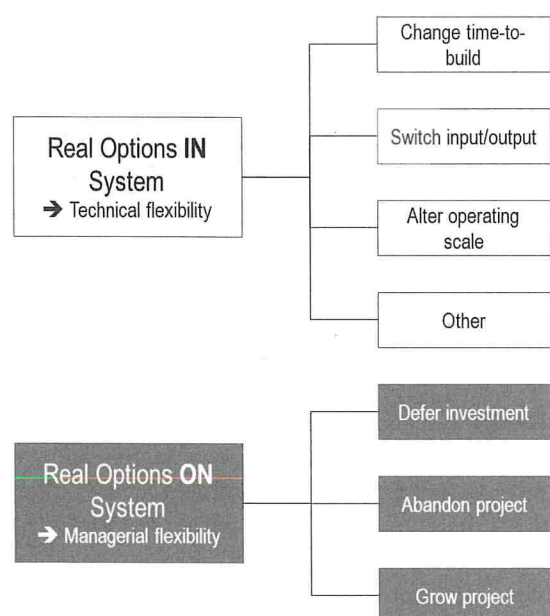 Real Options IN
System
➔ Technical flexibility
Change time-to-
build
Switch input/output
Alter operating
scale
Other
Real Options ON
System
➔ Managerial flexibility
Defer investment
Abandon project
Grow project